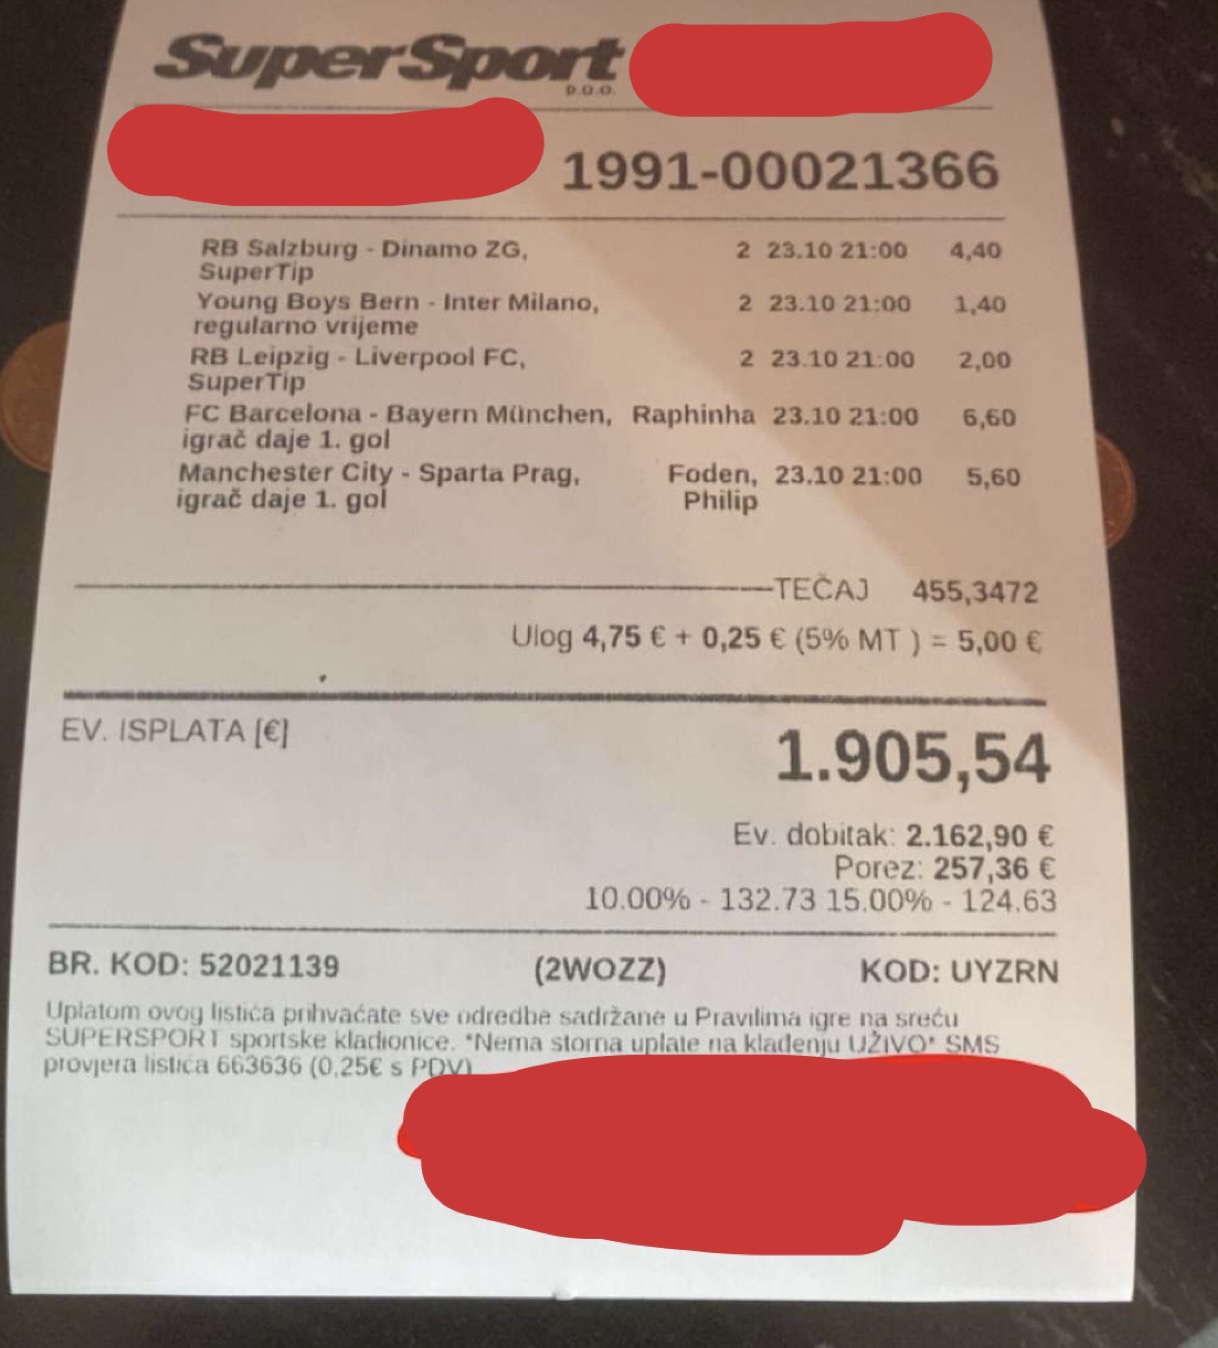 SuperSport
D.O.O.
1991-00021366
RB Salzburg - Dinamo ZG, 2 23.10 21:00 4,40
SuperTip
Young Boys Bern - Inter Milano, 2 23.10 21:00 1,40
regularno vrijeme
RB Leipzig - Liverpool FC, 2 23.10 21:00 2,00
SuperTip
FC Barcelona - Bayern München, Raphinha 23.10 21:00 6,60
igrač daje 1. gol
Manchester City - Sparta Prag, Foden, 23.10 21:00 5,60
igrač daje 1. gol Philip
TEČAJ 455,3472
Ulog 4,75 € + 0,25 € (5% MT ) = 5,00 €
EV. ISPLATA [€] 1.905,54
Ev. dobitak: 2.162,90 €
Porez: 257,36 €
10.00% - 132.73 15.00% - 124.63
BR. KOD: 52021139 (2WOZZ) KOD: UYZRN
Uplatom ovog listića prihvaćate sve odredbe sadržane u Pravilima igre na sreću
SUPERSPORT sportske kladionice. *Nema storna uplate na klađenju UŽIVO* SMS
provjera listića 663636 (0,25€ s PDV)